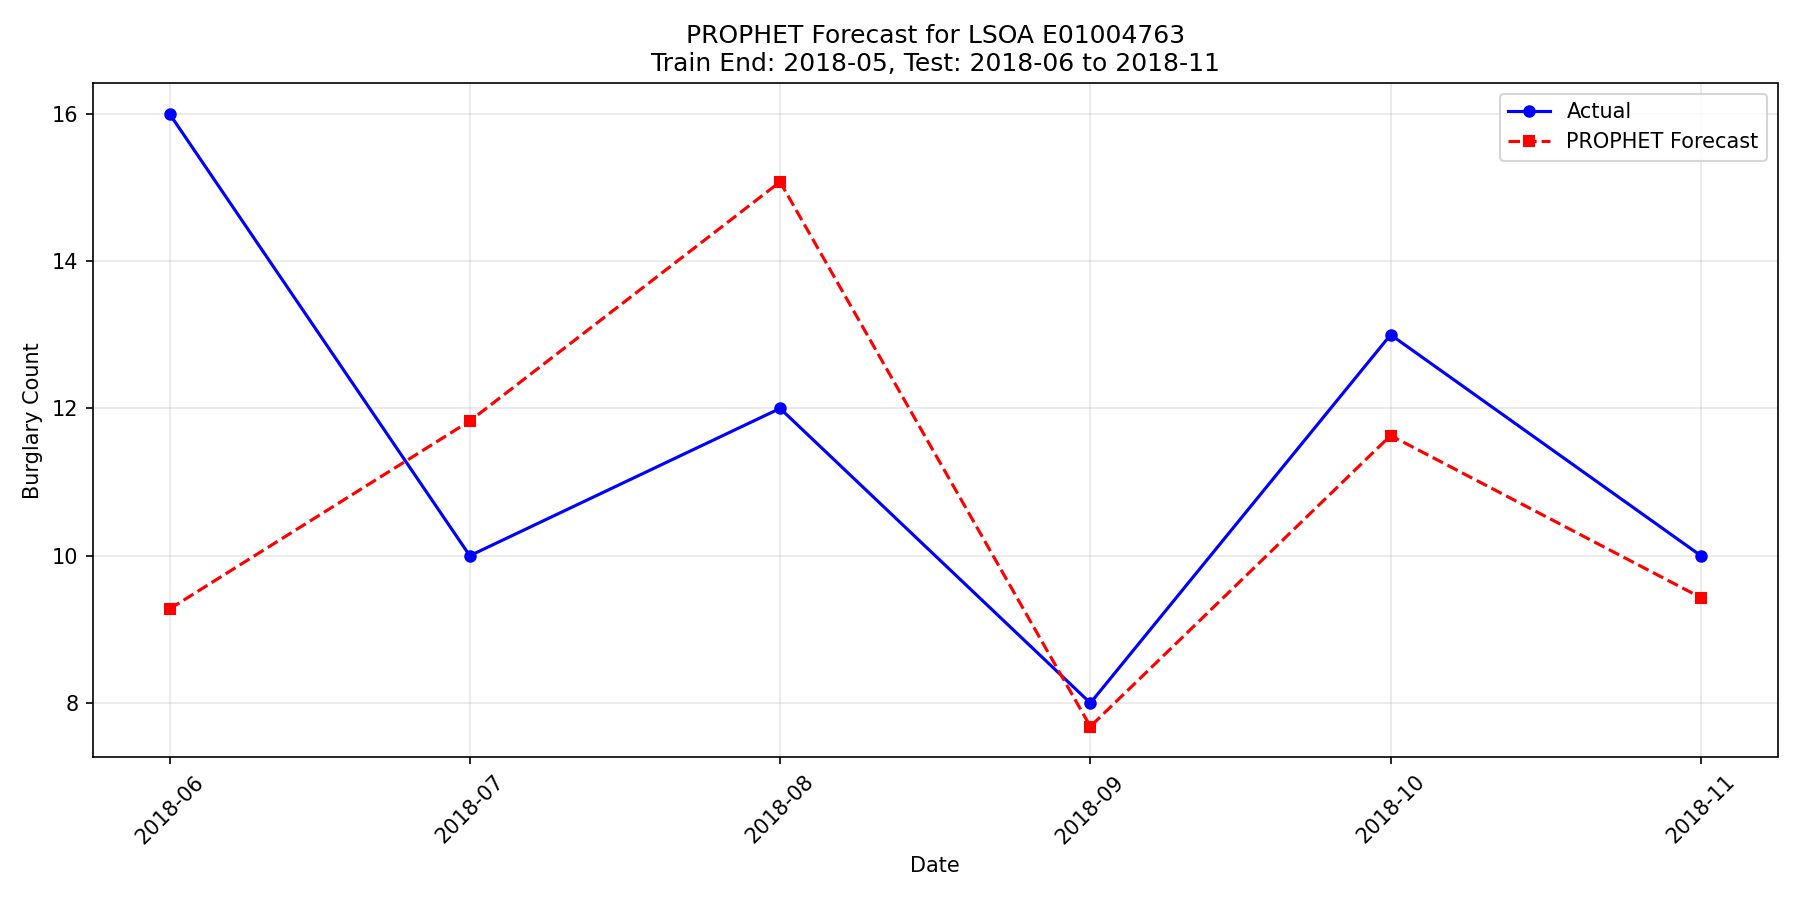 PROPHET Forecast for LSOA E01004763
Train End: 2018-05, Test: 2018-06 to 2018-11
Actual
PROPHET Forecast
Burglary Count
16
14
12
10
8
2018-06
2018-07
2018-08
2018-09
2018-10
2018-11
Date